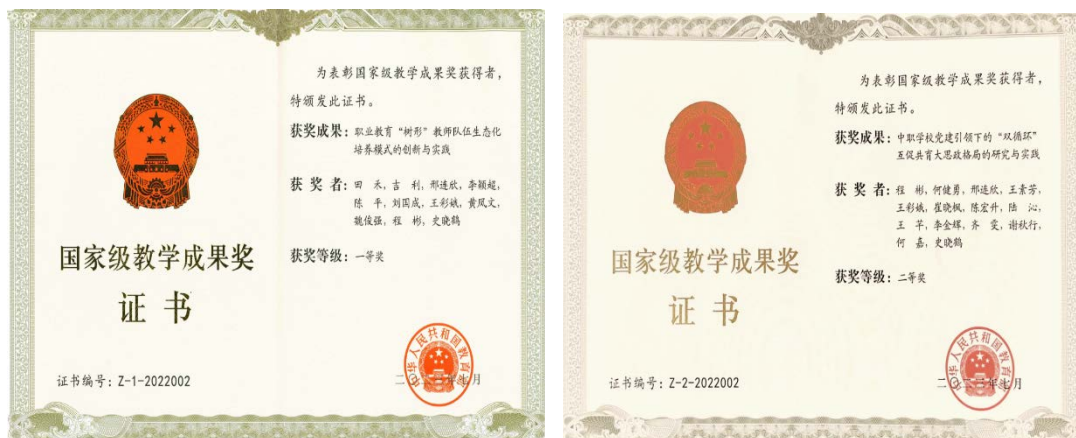 国家级教学成果奖
证书
证书编号：Z-1-2022002
为表彰国家级教学成果奖获得者，
特颁发此证书。
获奖成果：职业教育“树形”教师队伍生态化
培养模式的创新与实践
获奖者：田禾，吉利，邢连欣，李颖超，
陈平，刘国成，王彩娥，黄凤文，
魏俊强，程彬，史晓鹤
获奖等级：一等奖
国家级教学成果奖
证书
证书编号：Z-2-2022002
为表彰国家级教学成果奖获得者，
特颁发此证书。
获奖成果：中职学校党建引领下的“双循环”
互促共育大思政格局的研究与实践
获奖者：程彬，何健勇，邢连欣，王素芳，
王彩娥，崔晓枫，陈宏升，陆沁，
王芊，李金辉，齐雯，谢秋行，
何嘉，史晓鹤
获奖等级：二等奖
二〇二三年七月